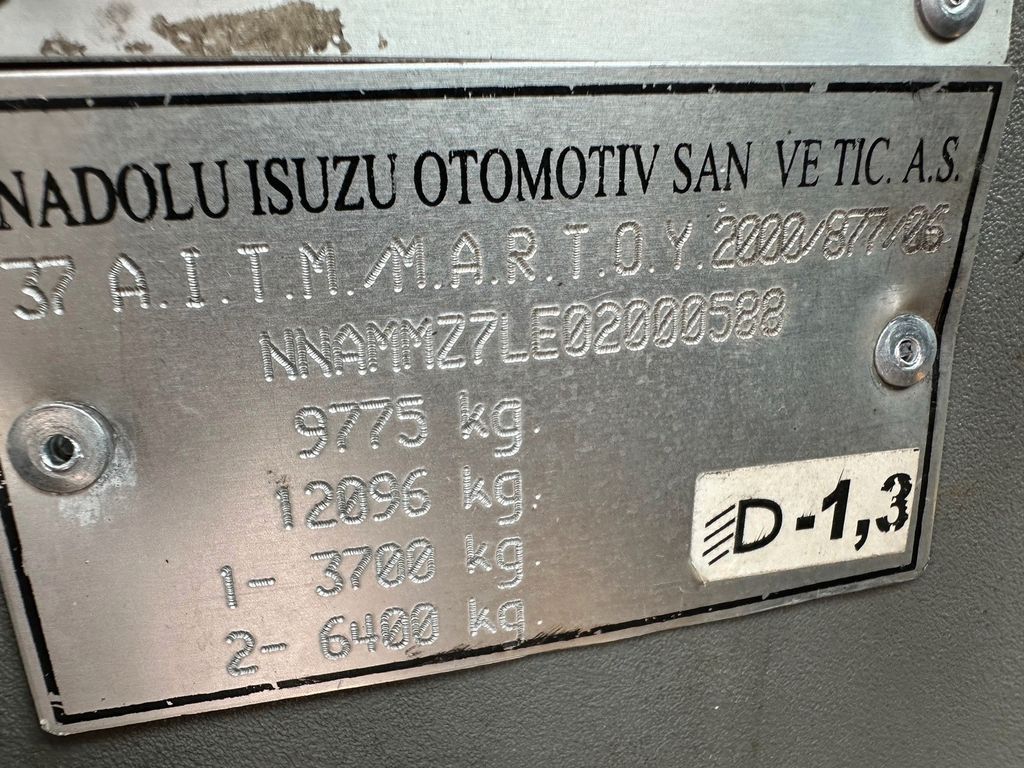 NADOLU ISUZU OTOMOTIV SAN VE TIC. A.S.
37 A.I.T.M./M.A.R.T.O.Y.2000/877/06
NNAMMZ7LE02000588
9775 kg.
12096 kg.
1- 3700 kg.
2- 6400 kg.
D-1,3